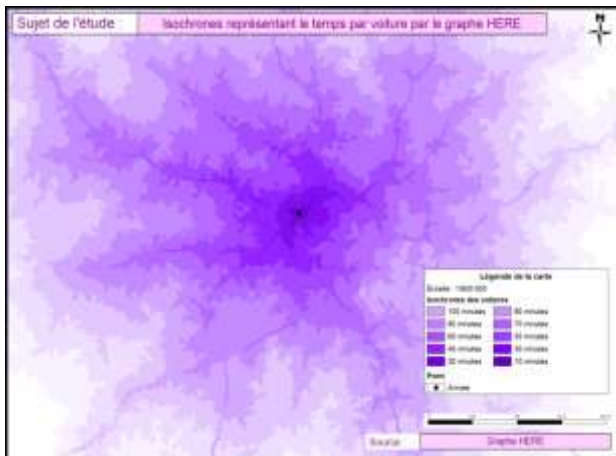 Sujet de l'étude
Isochrones représentant le temps par voiture par le graphe HERE
N
Légende de la carte
Isochrones des voitures
100 minutes
90 minutes
80 minutes
70 minutes
60 minutes
40 minutes
30 minutes
20 minutes
10 minutes
Point
Source
Graphe HERE